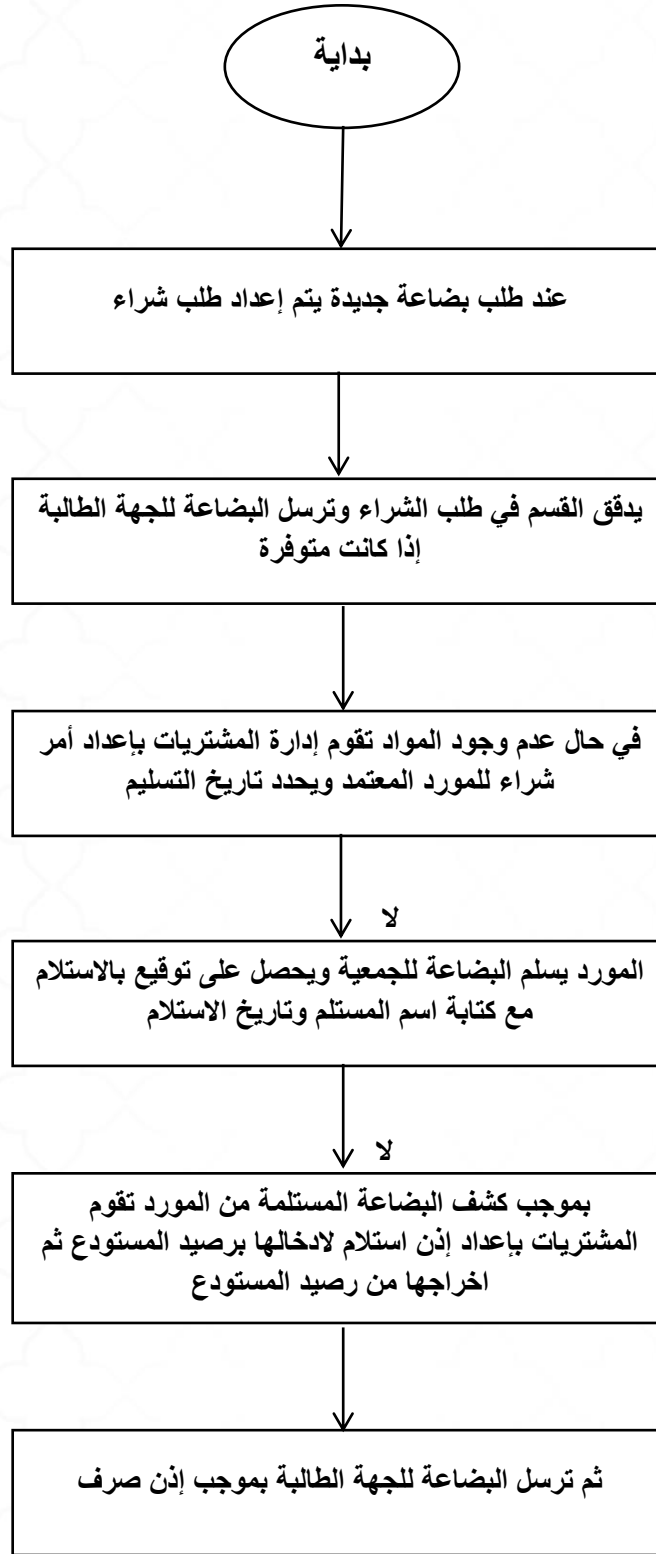 بداية
عند طلب بضاعة جديدة يتم إعداد طلب شراء
يدقق القسم في طلب الشراء وترسل البضاعة للجهة الطالبة
إذا كانت متوفرة
في حال عدم وجود المواد تقوم إدارة المشتريات بإعداد أمر
شراء للمورد المعتمد ويحدد تاريخ التسليم
لا
المورد يسلم البضاعة للجمعية ويحصل على توقيع بالاستلام
مع كتابة اسم المستلم وتاريخ الاستلام
لا
بموجب كشف البضاعة المستلمة من المورد تقوم
المشتريات بإعداد إذن استلام لادخالها برصيد المستودع ثم
اخراجها من رصيد المستودع
ثم ترسل البضاعة للجهة الطالبة بموجب إذن صرف